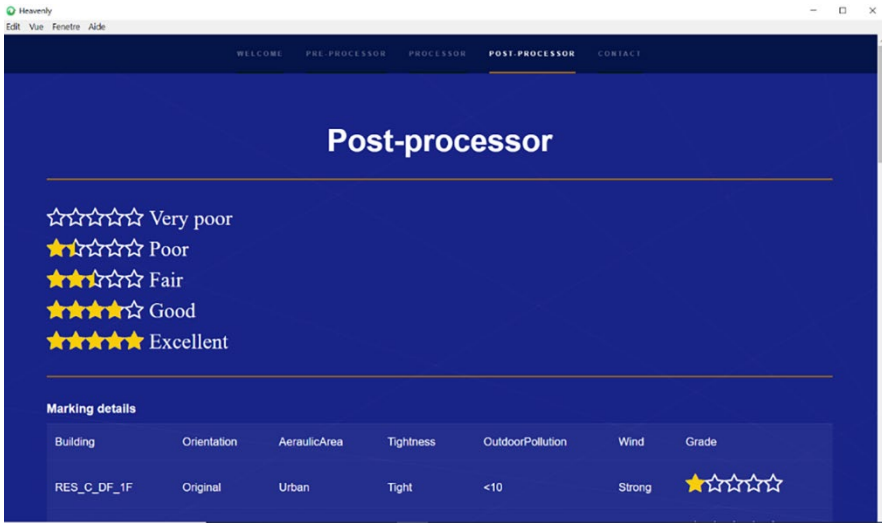 Heavenly
Edit Vue Fenetre Aide
WELCOME PRE-PROCESSOR PROCESSOR POST-PROCESSOR CONTACT
Post-processor
Very poor
Poor
Fair
Good
Excellent
Marking details
Building Orientation AeraulicArea Tightness OutdoorPollution Wind Grade
RES_C_DF_1F Original Urban Tight <10 Strong